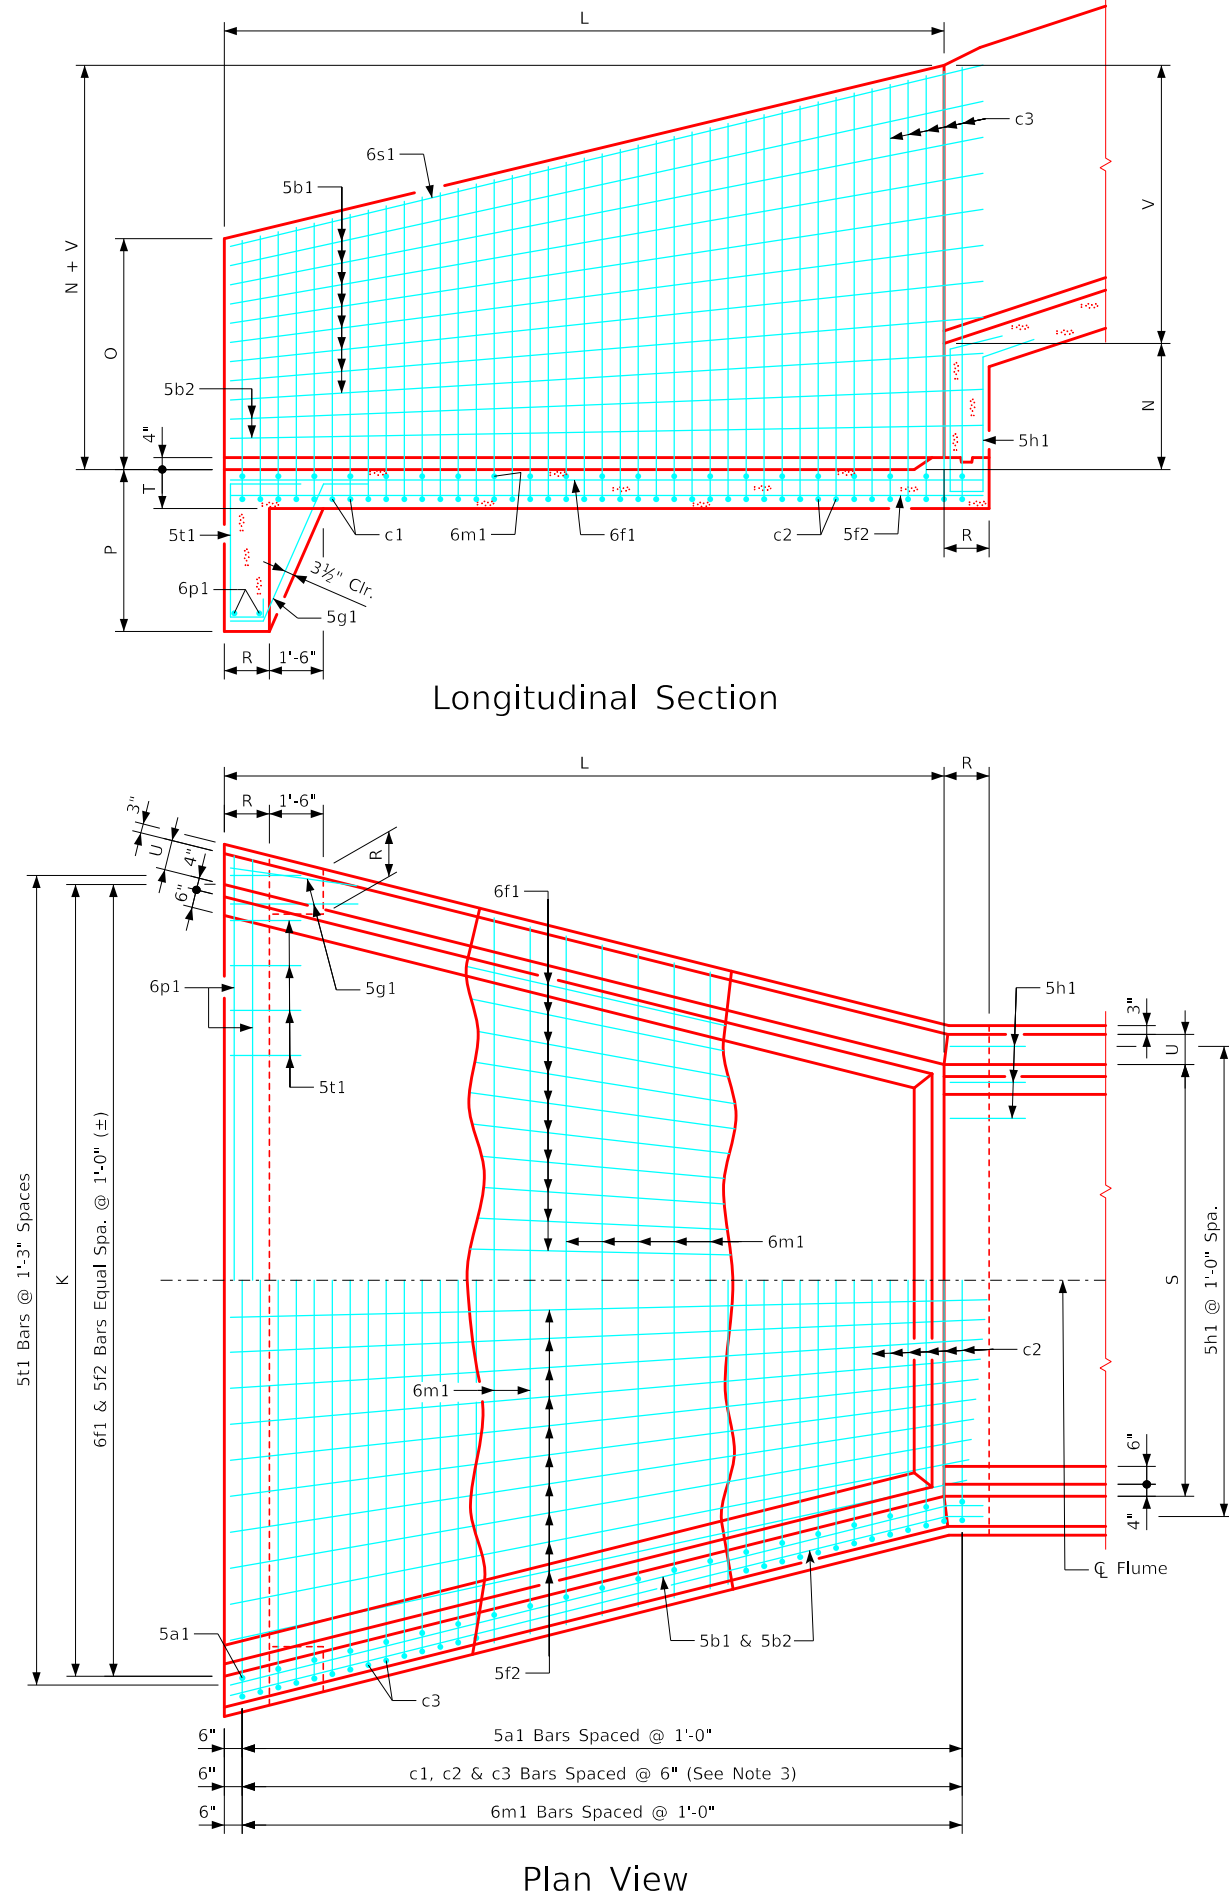 L
c3
6s1
5b1
V
N + V
O
5b2
4"
N
5h1
T
5t1
c1
6m1
6f1
c2
5f2
R
P
3½" Clr.
6p1
5g1
R
1'-6"
Longitudinal Section
L
R
3"
R
1'-6"
U
4"
R
6"
6f1
6p1
5g1
5h1
3"
U
5t1
5t1 Bars @ 1'-3" Spaces
K
6f1 & 5f2 Bars Equal Spa. @ 1'-0" (±)
6m1
S
5h1 @ 1'-0" Spa.
c2
6m1
6"
4"
℄ Flume
5a1
5b1 & 5b2
5f2
c3
6"
5a1 Bars Spaced @ 1'-0"
6"
c1, c2 & c3 Bars Spaced @ 6" (See Note 3)
6"
6m1 Bars Spaced @ 1'-0"
Plan View